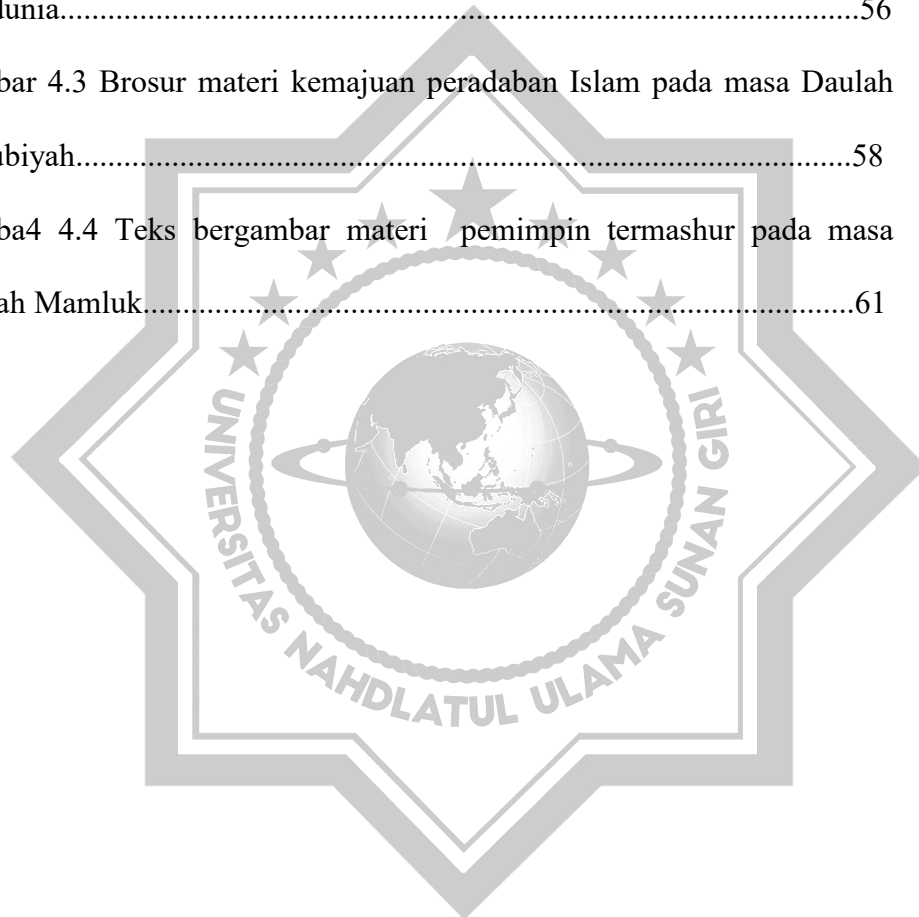 dunia....................................................................................................56
bar 4.3 Brosur materi kemajuan peradaban Islam pada masa Daulah
ubiyah.................................................................................................58
ba4 4.4 Teks bergambar materi pemimpin termashur pada masa
ah Mamluk.........................................................................................61
UNIVERSITAS NAHDLATUL ULAMA SUNAN GIRI